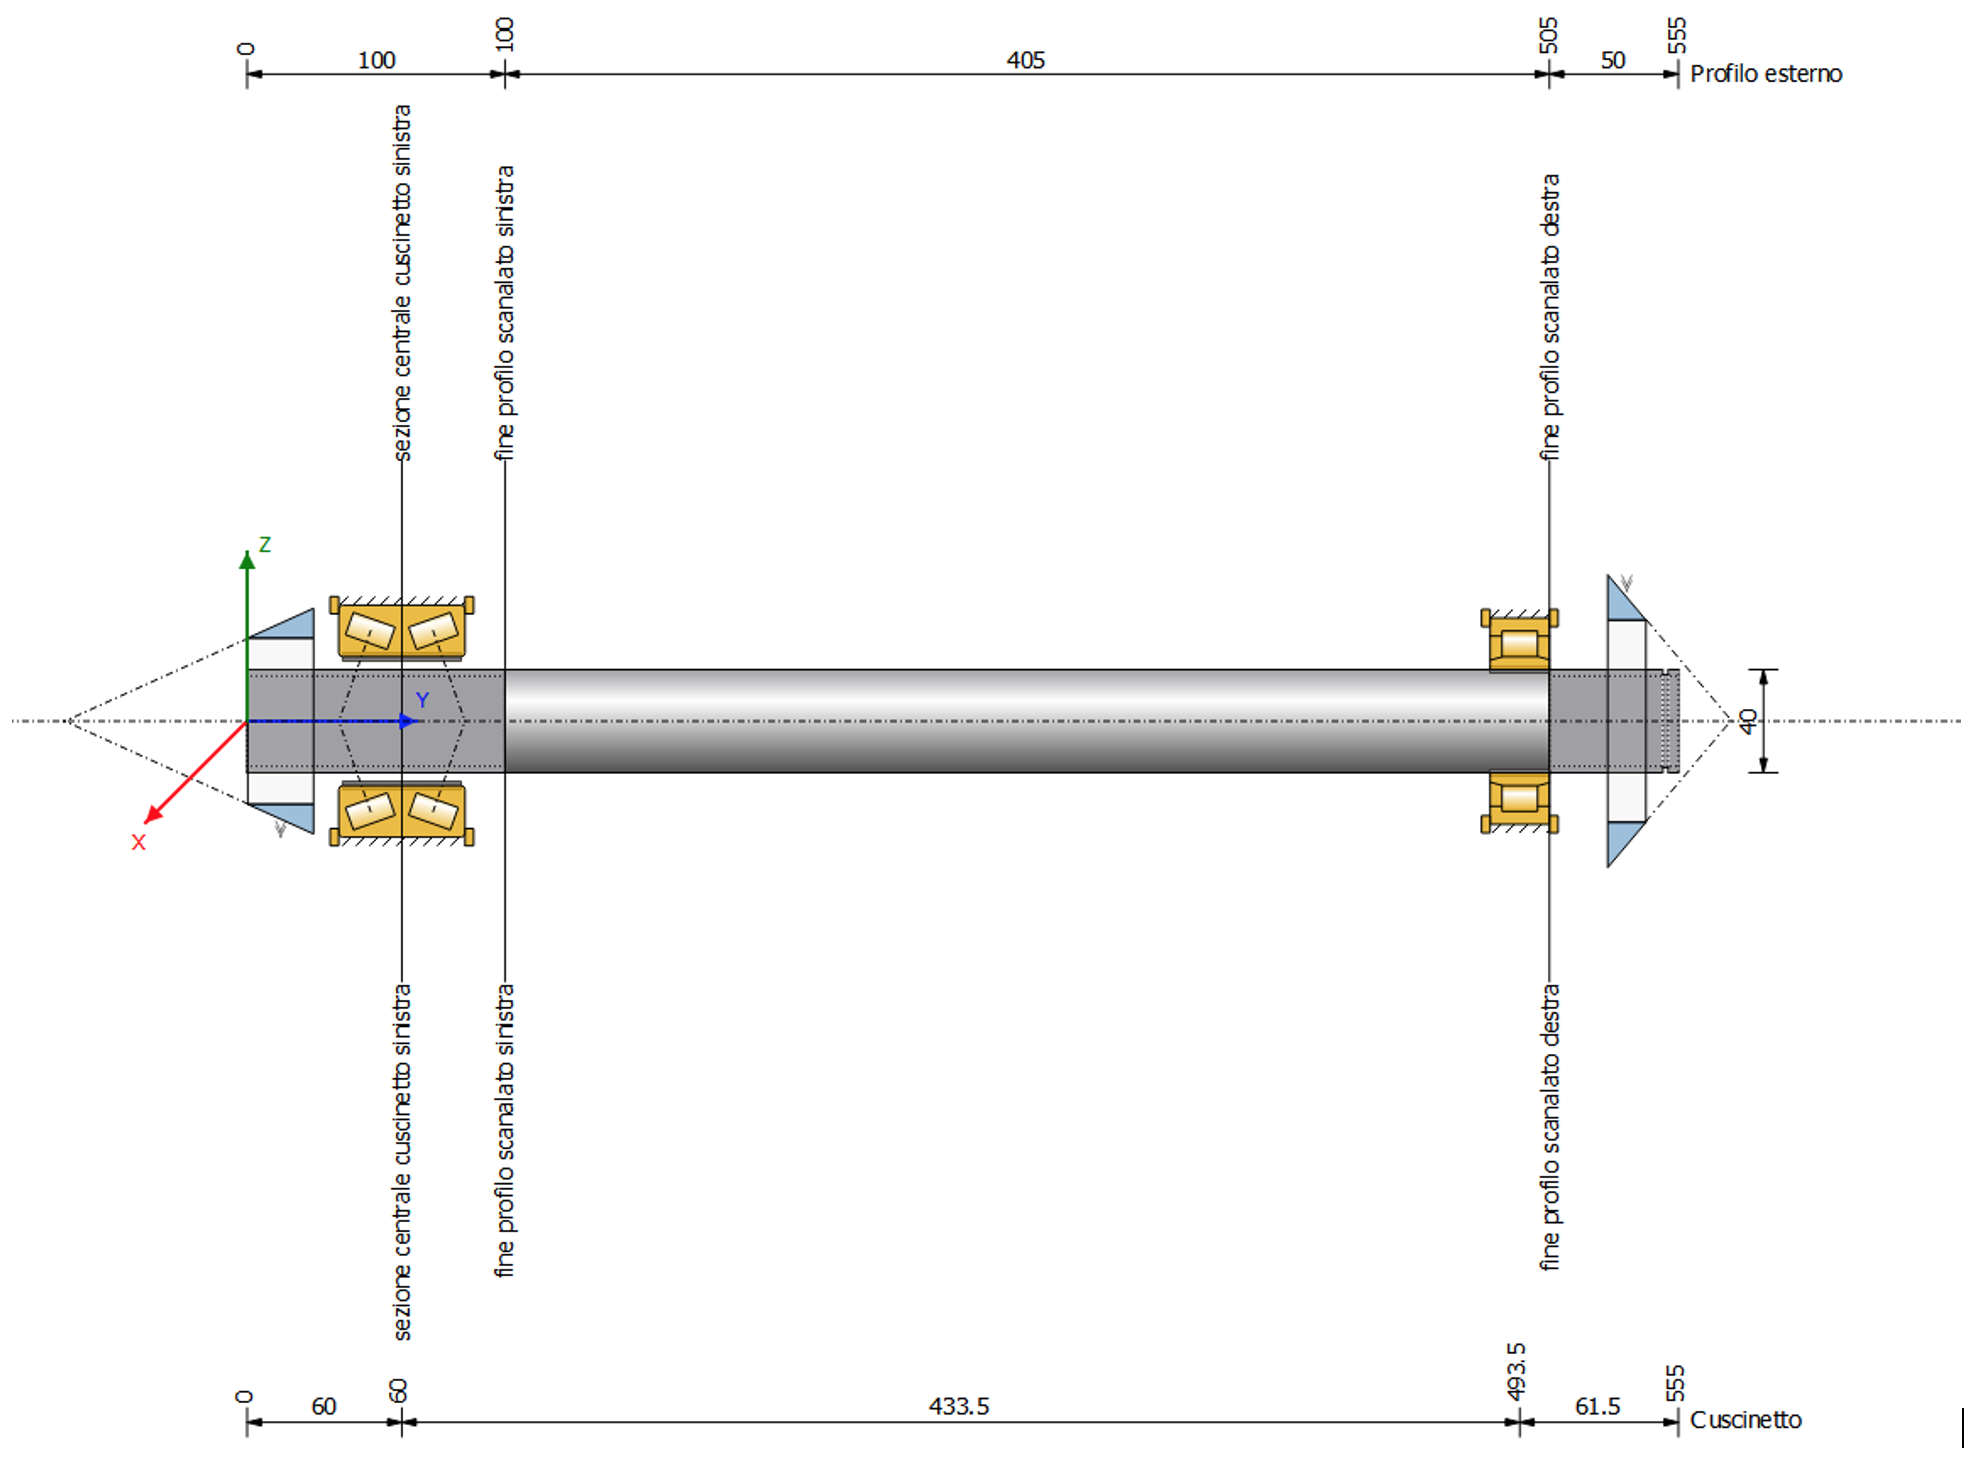 0
100
100
405
505
50
555
Profilo esterno
sezione centrale cuscinetto sinistra
fine profilo scanalato sinistra
fine profilo scanalato destra
Z
Y
X
40
sezione centrale cuscinetto sinistra
fine profilo scanalato sinistra
fine profilo scanalato destra
0
60
60
433.5
493.5
61.5
555
Cuscinetto